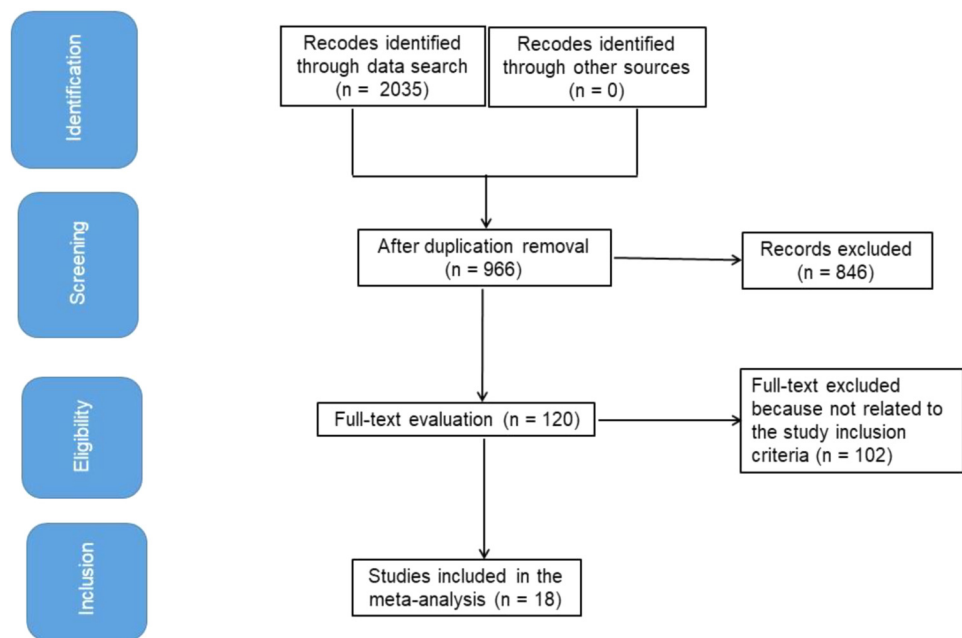 Identification
Recodes identified
through data search
(n = 2035)
Recodes identified
through other sources
(n = 0)
Screening
After duplication removal
(n = 966)
Records excluded
(n = 846)
Eligibility
Full-text evaluation (n = 120)
Full-text excluded
because not related to
the study inclusion
criteria (n = 102)
Inclusion
Studies included in the
meta-analysis (n = 18)